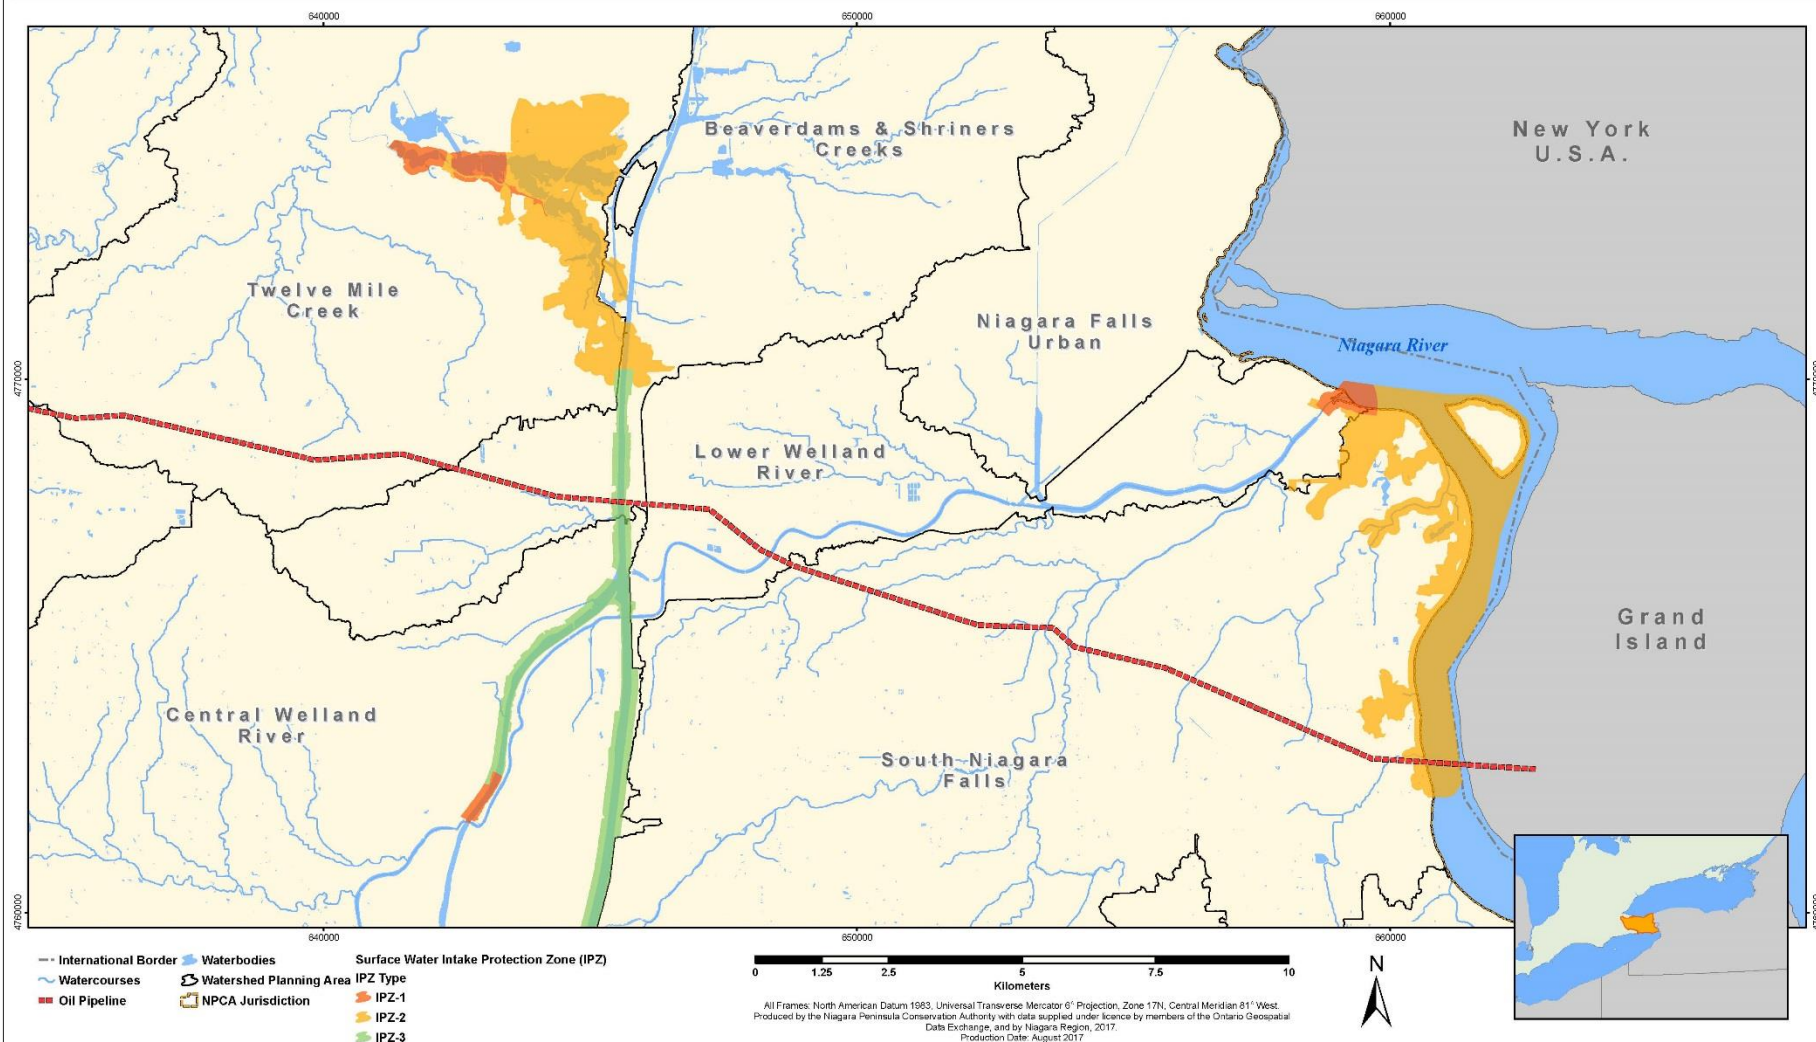 640000
650000
660000
New York
U.S.A.
Beaverdams & Shriners
Creeks
Twelve Mile
Creek
Niagara Falls
Urban
Niagara River
4770000
4770000
Lower Welland
River
Grand
Island
Central Welland
River
South Niagara
Falls
4760000
4760000
640000
650000
660000
International Border
Waterbodies
Watercourses
Watershed Planning Area
Oil Pipeline
NPCA Jurisdiction
Surface Water Intake Protection Zone (IPZ)
IPZ Type
IPZ-1
IPZ-2
IPZ-3
0 1.25 2.5 5 7.5 10
Kilometers
All Frames: North American Datum 1983, Universal Transverse Mercator 6° Projection, Zone 17N, Central Meridian 81° West.
Produced by the Niagara Peninsula Conservation Authority with data supplied under licence by members of the Ontario Geospatial
Data Exchange, and by Niagara Region, 2017.
Production Date: August 2017
N